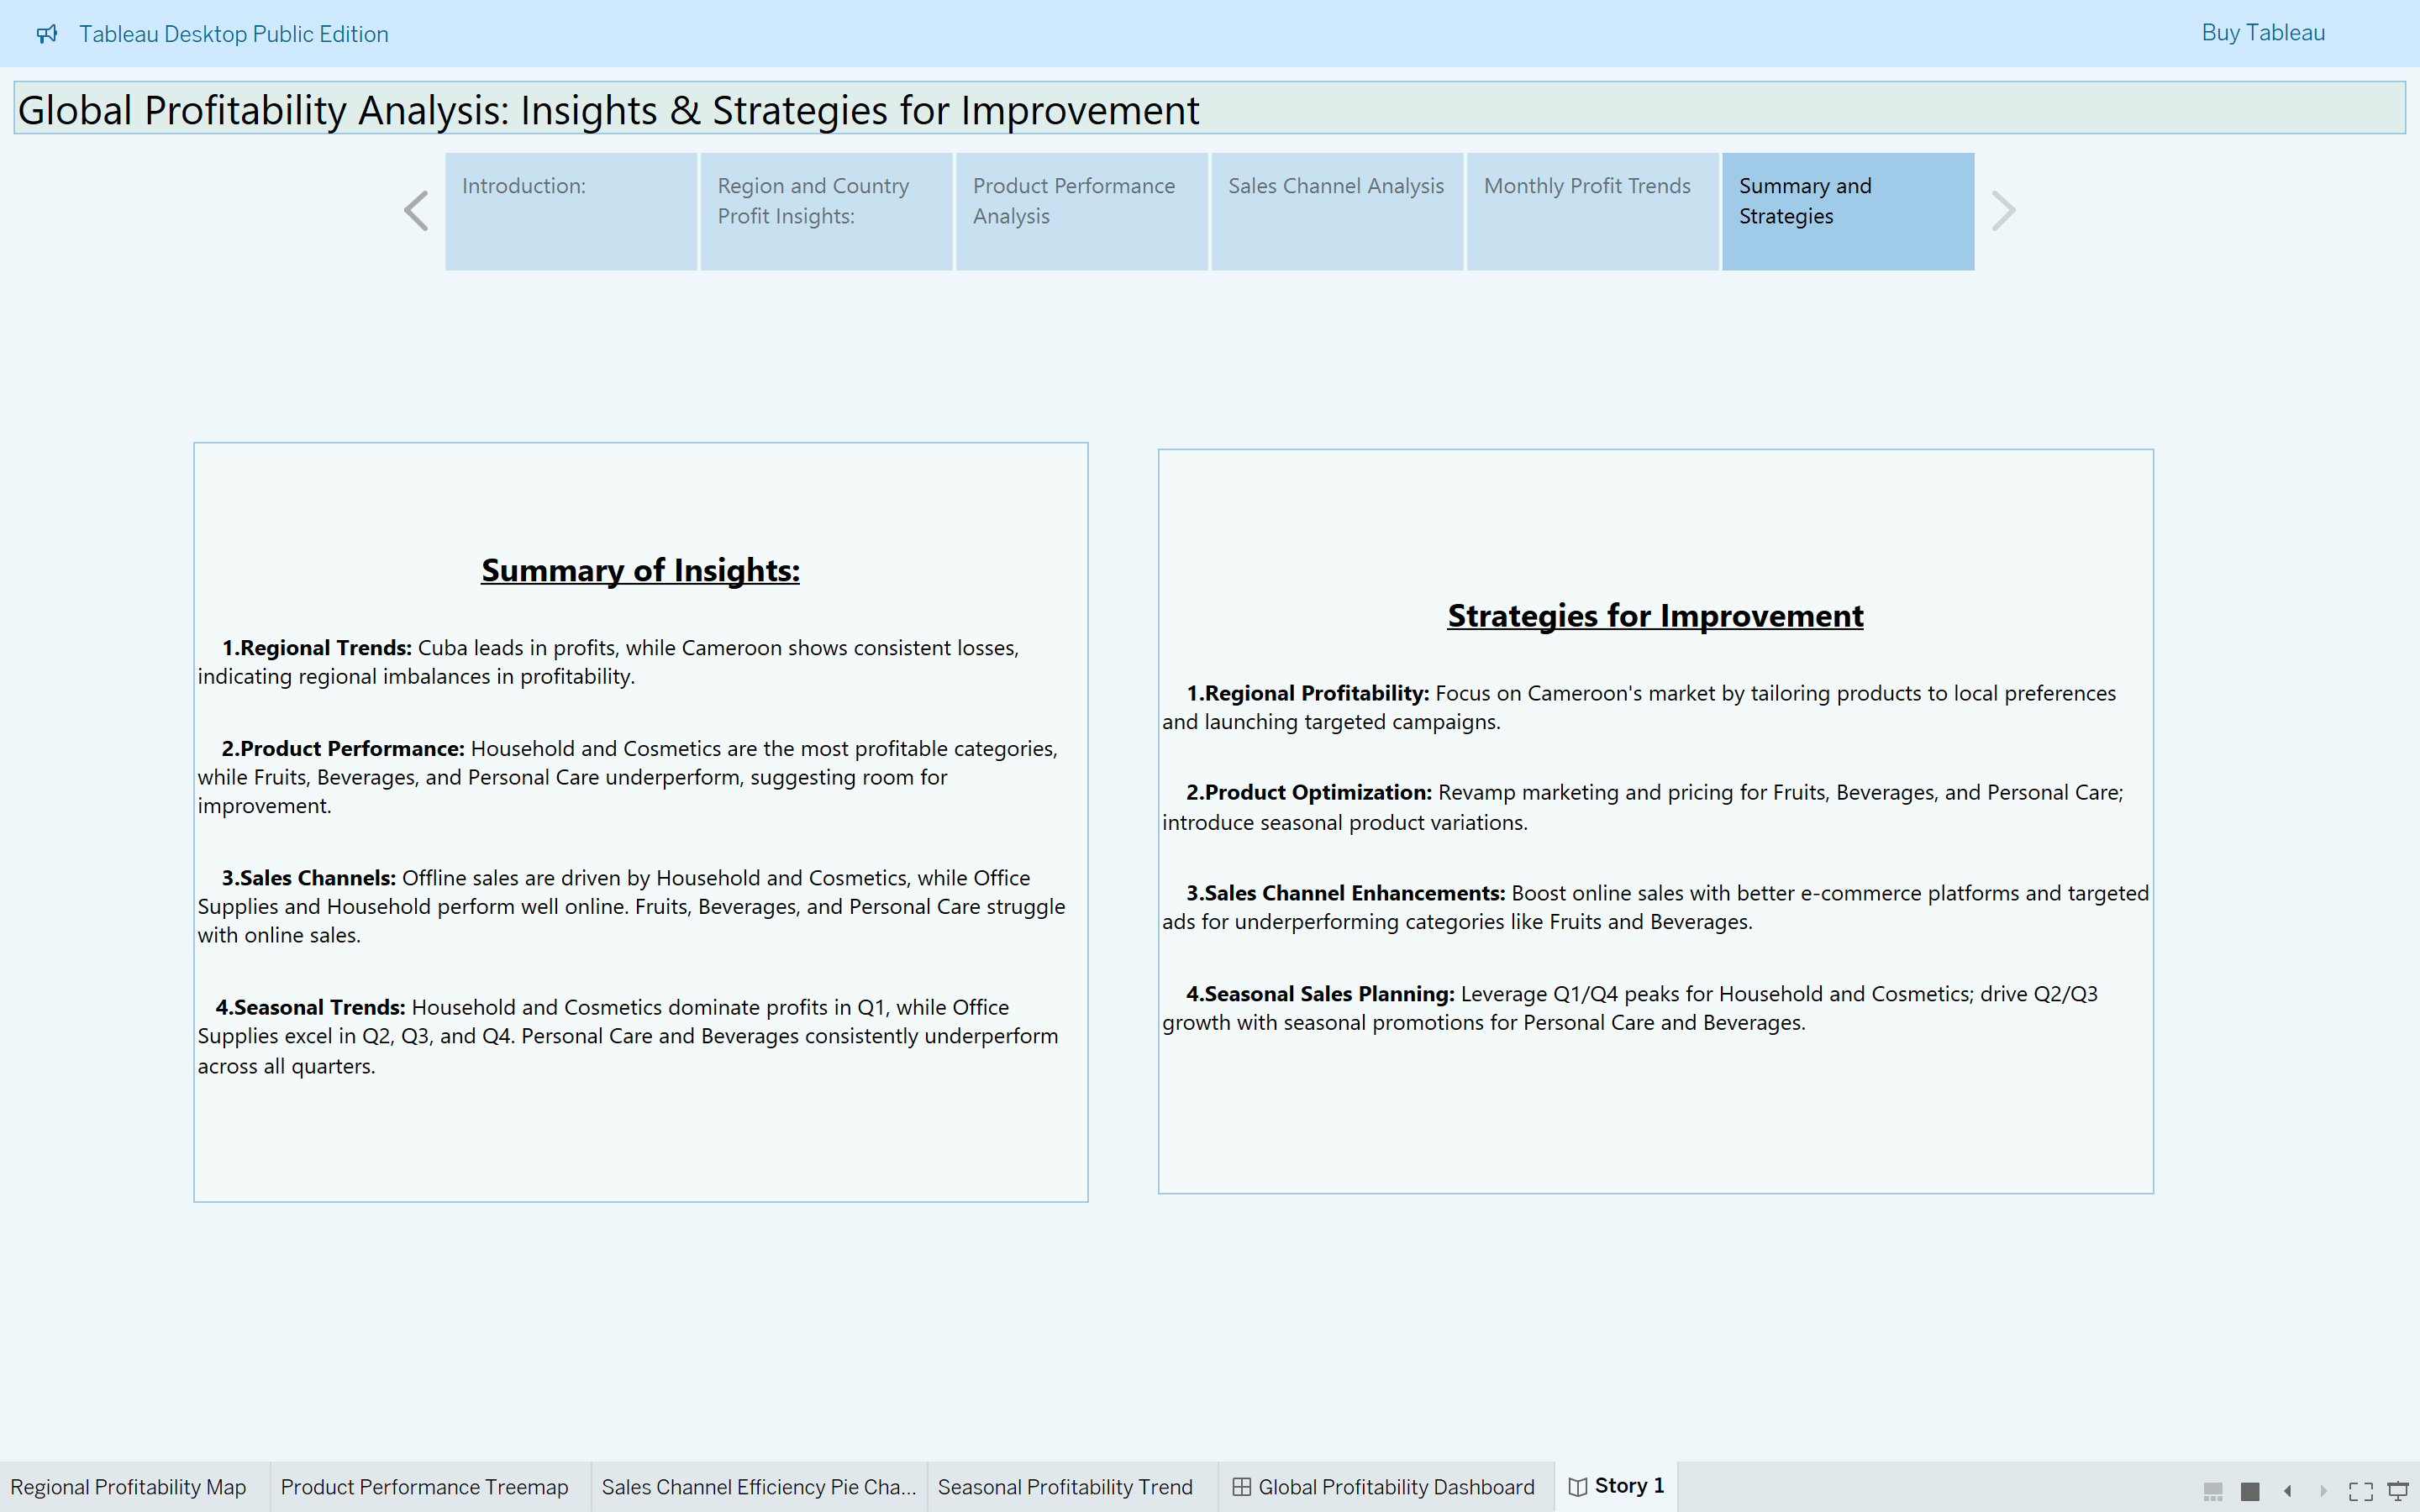 Tableau Desktop Public Edition
Buy Tableau
Global Profitability Analysis: Insights & Strategies for Improvement
Introduction:
Region and Country
Profit Insights:
Product Performance
Analysis
Sales Channel Analysis
Monthly Profit Trends
Summary and
Strategies
Summary of Insights:
1.Regional Trends: Cuba leads in profits, while Cameroon shows consistent losses,
indicating regional imbalances in profitability.
2.Product Performance: Household and Cosmetics are the most profitable categories,
while Fruits, Beverages, and Personal Care underperform, suggesting room for
improvement.
3.Sales Channels: Offline sales are driven by Household and Cosmetics, while Office
Supplies and Household perform well online. Fruits, Beverages, and Personal Care struggle
with online sales.
4.Seasonal Trends: Household and Cosmetics dominate profits in Q1, while Office
Supplies excel in Q2, Q3, and Q4. Personal Care and Beverages consistently underperform
across all quarters.
Strategies for Improvement
1.Regional Profitability: Focus on Cameroon's market by tailoring products to local preferences
and launching targeted campaigns.
2.Product Optimization: Revamp marketing and pricing for Fruits, Beverages, and Personal Care;
introduce seasonal product variations.
3.Sales Channel Enhancements: Boost online sales with better e-commerce platforms and targeted
ads for underperforming categories like Fruits and Beverages.
4.Seasonal Sales Planning: Leverage Q1/Q4 peaks for Household and Cosmetics; drive Q2/Q3
growth with seasonal promotions for Personal Care and Beverages.
Regional Profitability Map
Product Performance Treemap
Sales Channel Efficiency Pie Cha...
Seasonal Profitability Trend
Global Profitability Dashboard
Story 1